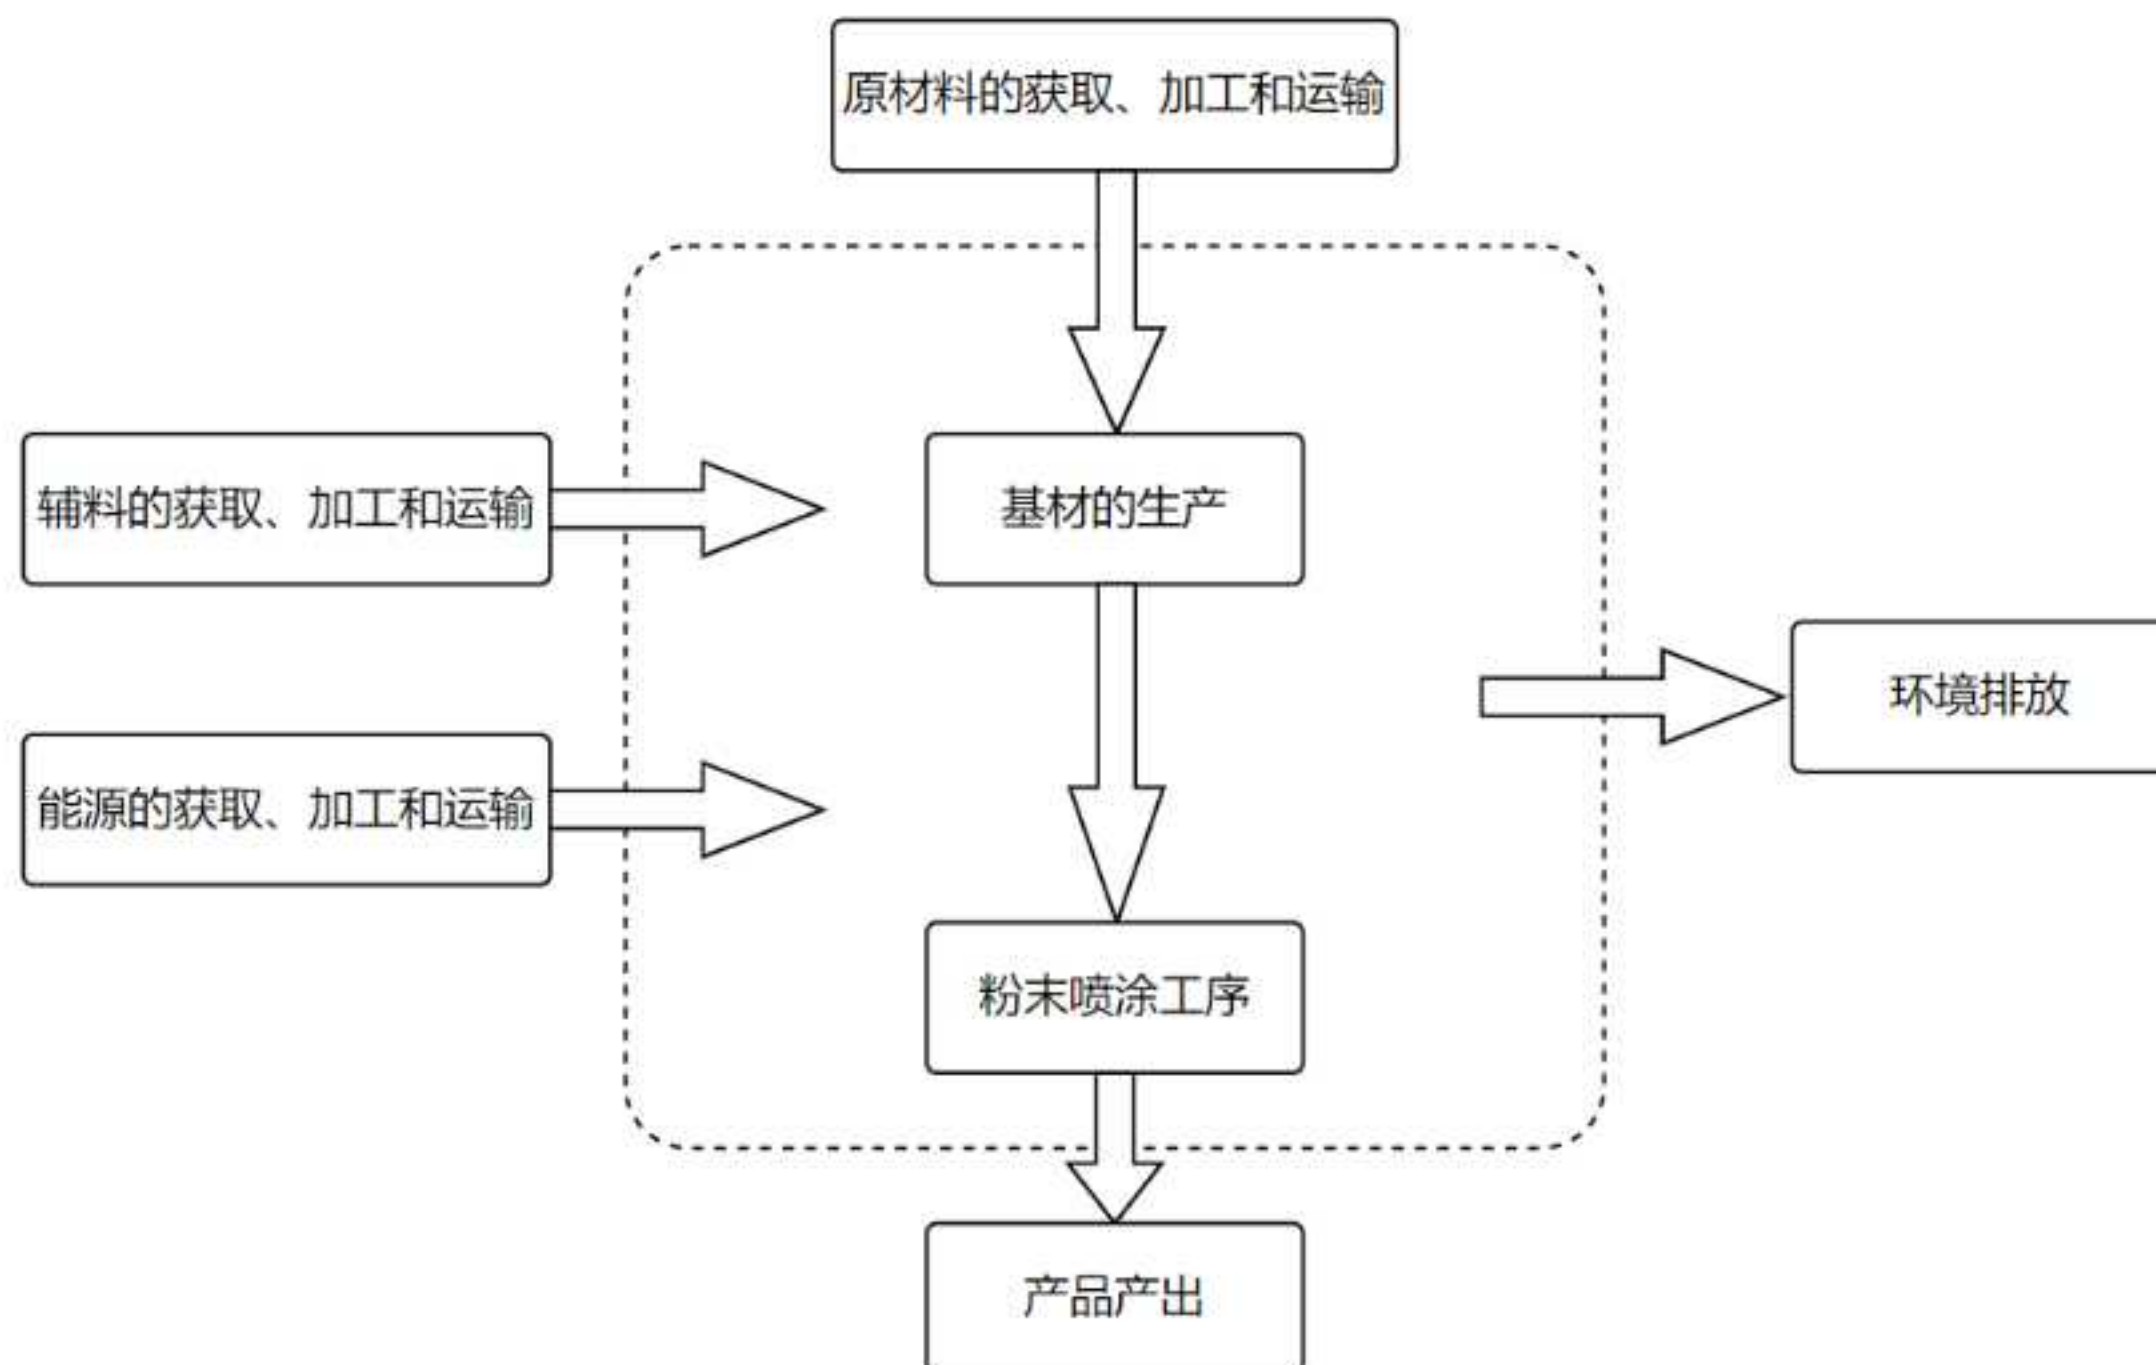 原材料的获取、加工和运输
辅料的获取、加工和运输
基材的生产
环境排放
能源的获取、加工和运输
粉末喷涂工序
产品产出